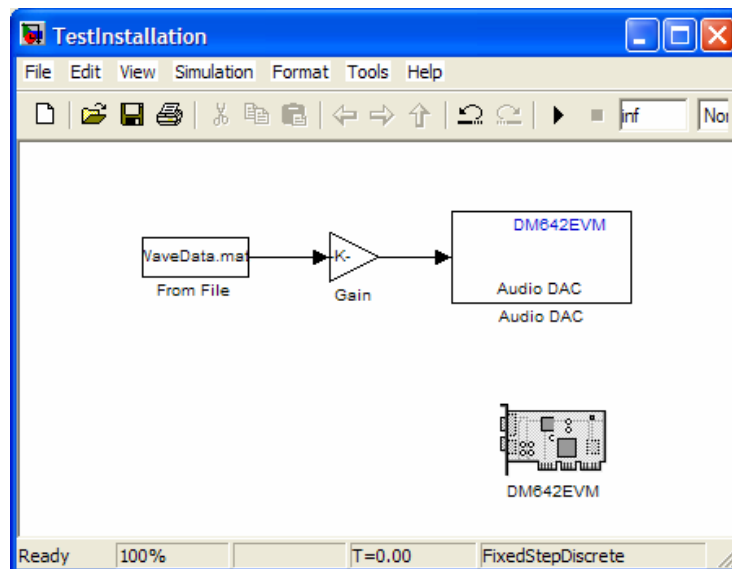 TestInstallation
File Edit View Simulation Format Tools Help
inf Nor
DM642EVM
WaveData.mat
-K-
From File
Gain
Audio DAC
Audio DAC
DM642EVM
Ready 100% T=0.00 FixedStepDiscrete